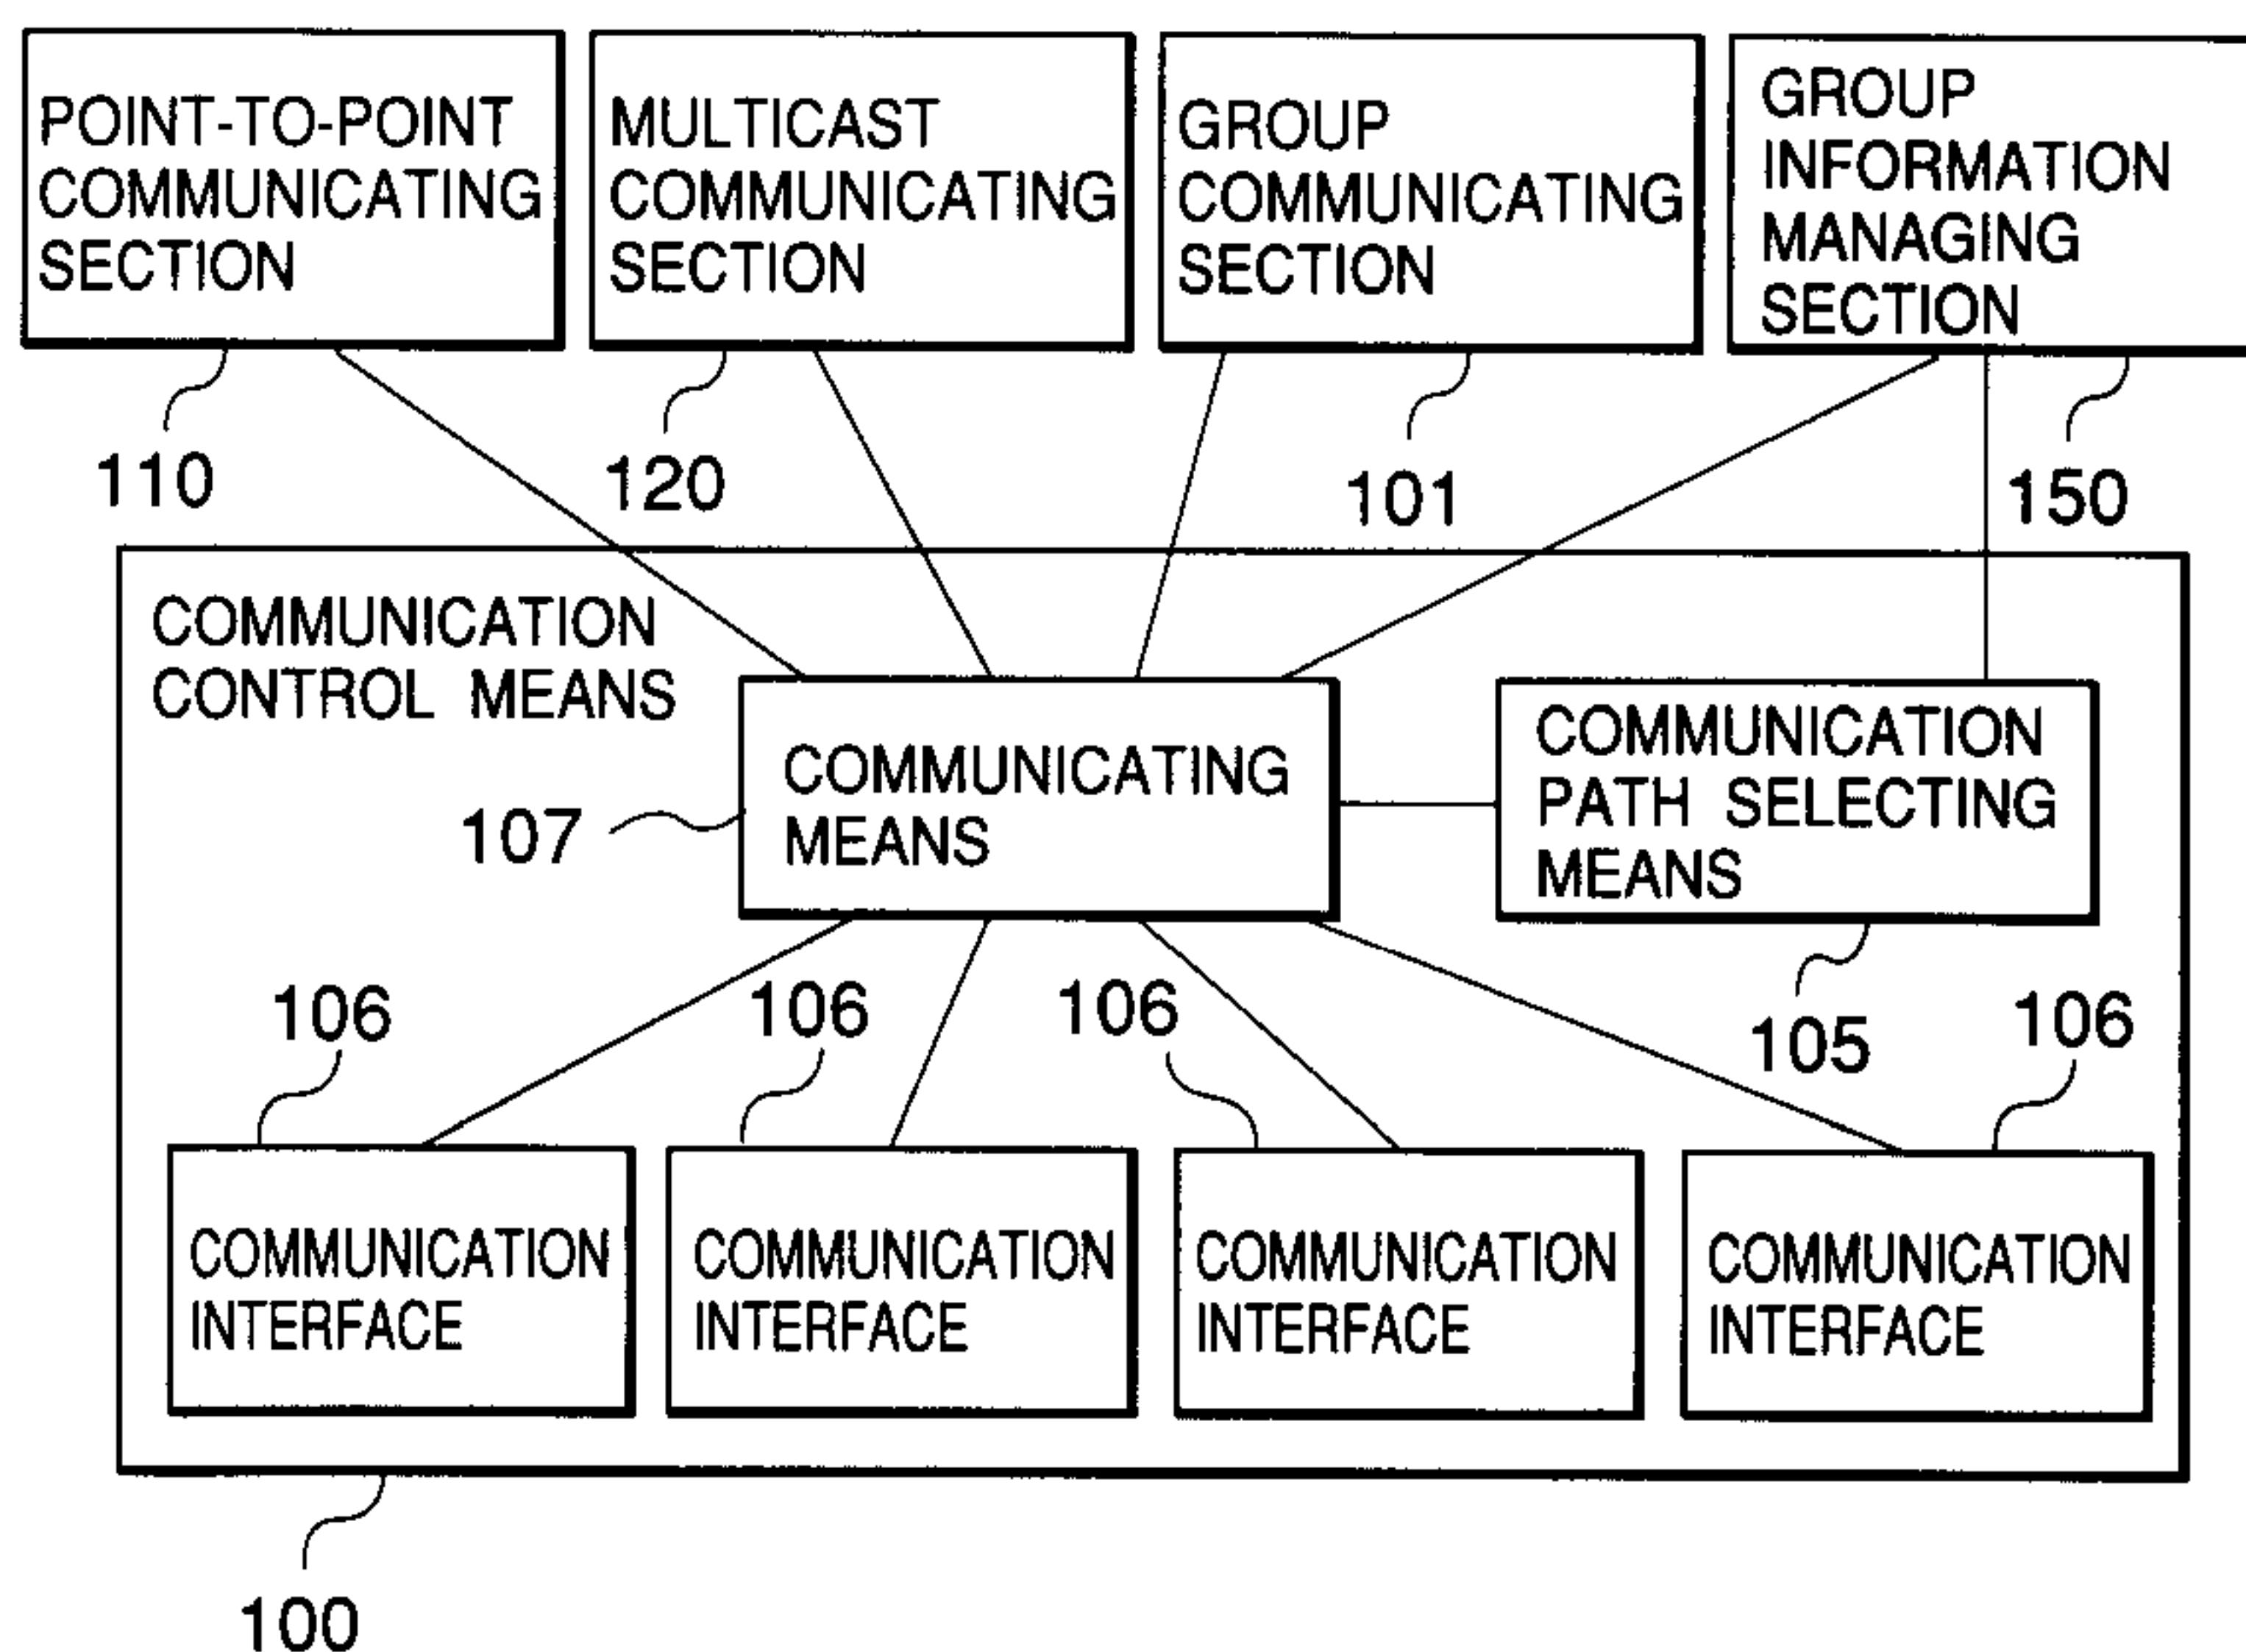 POINT-TO-POINT
COMMUNICATING
SECTION
MULTICAST
COMMUNICATING
SECTION
GROUP
COMMUNICATING
SECTION
GROUP
INFORMATION
MANAGING
SECTION
110
120
101
150
COMMUNICATION
CONTROL MEANS
COMMUNICATING
MEANS
107
COMMUNICATION
PATH SELECTING
MEANS
105
106
106
106
106
COMMUNICATION
INTERFACE
COMMUNICATION
INTERFACE
COMMUNICATION
INTERFACE
COMMUNICATION
INTERFACE
100